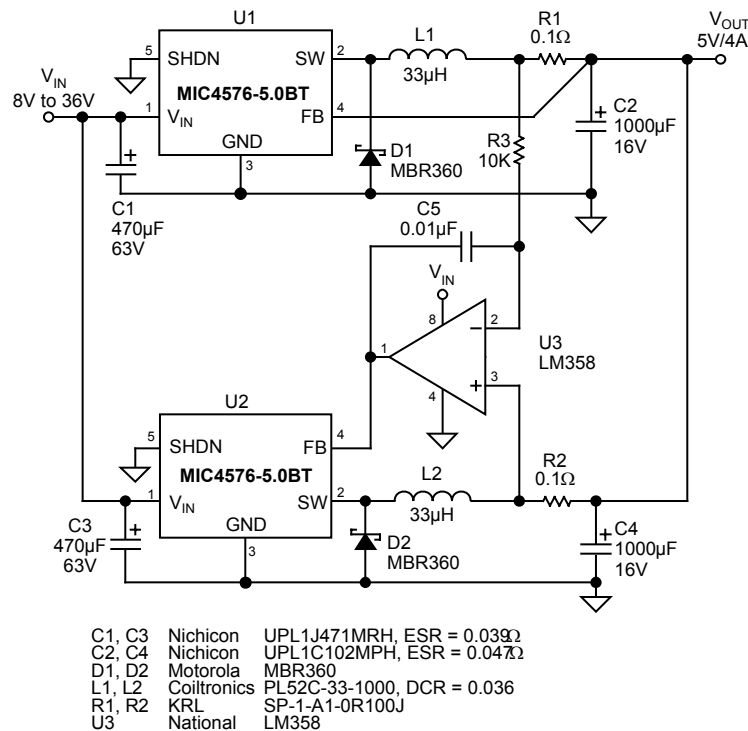 U1
5
SHDN
SW
2
L1
33µH
R1
0.1Ω
VOUT
5V/4A
VIN
8V to 36V
MIC4576-5.0BT
1
VIN
FB
4
GND
3
C1
470µF
63V
D1
MBR360
R3
10K
C2
1000µF
16V
C5
0.01µF
VIN
8
2
−
1
U3
LM358
+
3
4
U2
5
SHDN
FB
4
MIC4576-5.0BT
1
VIN
SW
2
GND
3
L2
33µH
R2
0.1Ω
C3
470µF
63V
D2
MBR360
C4
1000µF
16V
C1, C3 Nichicon UPL1J471MRH, ESR = 0.039Ω
C2, C4 Nichicon UPL1C102MPH, ESR = 0.047Ω
D1, D2 Motorola MBR360
L1, L2 Coiltronics PL52C-33-1000, DCR = 0.036
R1, R2 KRL SP-1-A1-0R100J
U3 National LM358